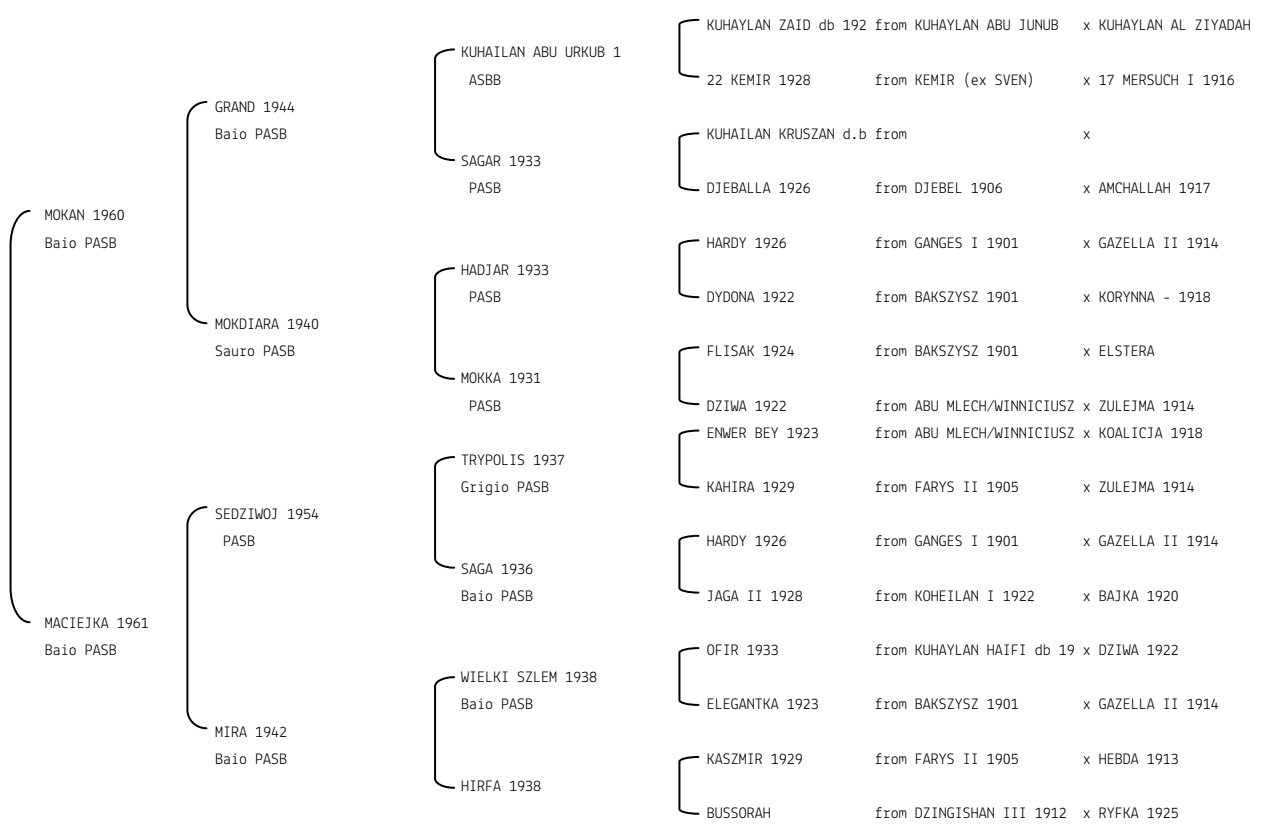 KUHAYLAN ZAID db 192 from KUHAYLAN ABU JUNUB x KUHAYLAN AL ZIYADAH
KUHAILAN ABU URKUB 1
ASBB
22 KEMIR 1928 from KEMIR (ex SVEN) x 17 MERSUCH I 1916
GRAND 1944
Baio PASB
KUHAILAN KRUSZAN d.b from x
SAGAR 1933
PASB
DJEBALLA 1926 from DJEBEL 1906 x AMCHALLAH 1917
MOKAN 1960
Baio PASB
HARDY 1926 from GANGES I 1901 x GAZELLA II 1914
HADJAR 1933
PASB
DYDONA 1922 from BAKSZYSZ 1901 x KORYNNA - 1918
MOKDIARA 1940
Sauro PASB
FLISAK 1924 from BAKSZYSZ 1901 x ELSTERA
MOKKA 1931
PASB
DZIWA 1922 from ABU MLECH/WINNICIUSZ x ZULEJMA 1914
ENWER BEY 1923 from ABU MLECH/WINNICIUSZ x KOALICJA 1918
TRYPOLIS 1937
Grigio PASB
KAHIRA 1929 from FARYS II 1905 x ZULEJMA 1914
SEDZIWOJ 1954
PASB
HARDY 1926 from GANGES I 1901 x GAZELLA II 1914
SAGA 1936
Baio PASB
JAGA II 1928 from KOHEILAN I 1922 x BAJKA 1920
MACIEJKA 1961
Baio PASB
OFIR 1933 from KUHAYLAN HAIFI db 19 x DZIWA 1922
WIELKI SZLEM 1938
Baio PASB
ELEGANTKA 1923 from BAKSZYSZ 1901 x GAZELLA II 1914
MIRA 1942
Baio PASB
KASZMIR 1929 from FARYS II 1905 x HEBDA 1913
HIRFA 1938
BUSSORAH from DZINGISHAN III 1912 x RYFKA 1925